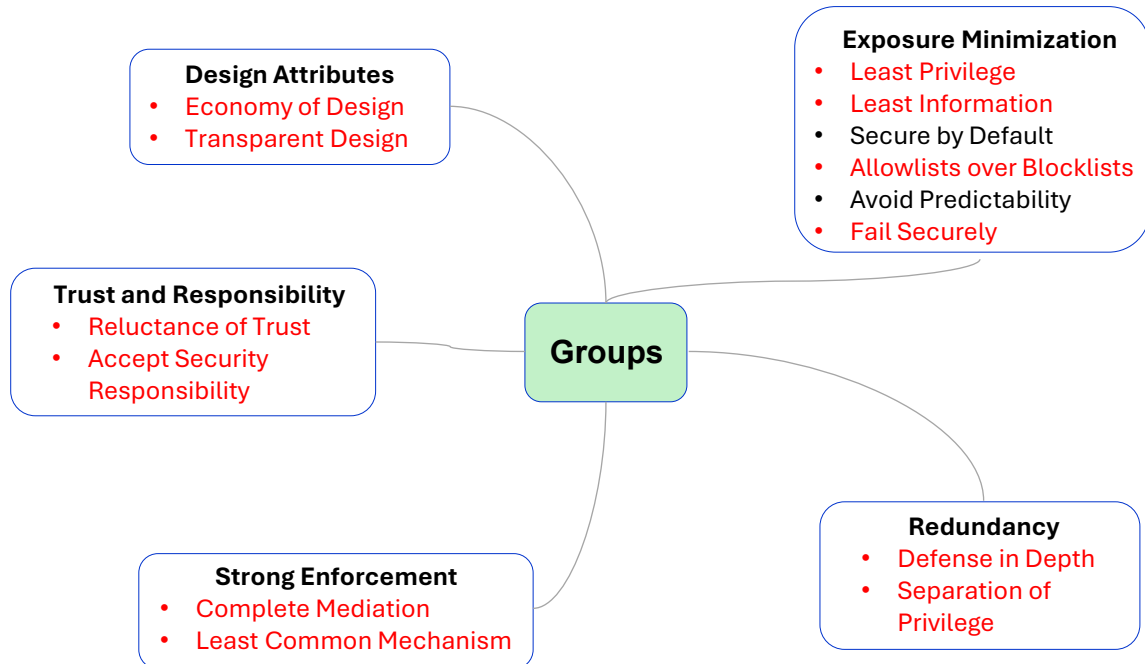 Design Attributes
• Economy of Design
• Transparent Design
Exposure Minimization
• Least Privilege
• Least Information
• Secure by Default
• Allowlists over Blocklists
• Avoid Predictability
• Fail Securely
Trust and Responsibility
• Reluctance of Trust
• Accept Security
Responsibility
Groups
Strong Enforcement
• Complete Mediation
• Least Common Mechanism
Redundancy
• Defense in Depth
• Separation of
Privilege